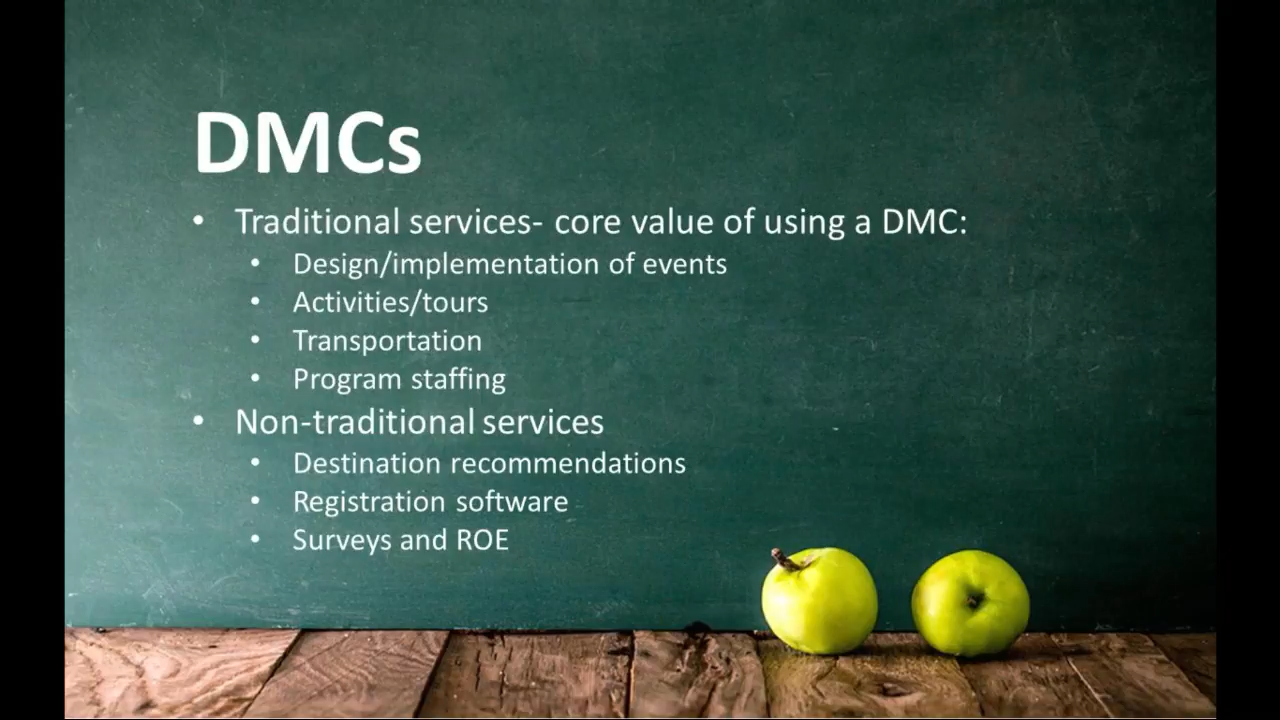 DMCs
• Traditional services- core value of using a DMC:
• Design/implementation of events
• Activities/tours
• Transportation
• Program staffing
• Non-traditional services
• Destination recommendations
• Registration software
• Surveys and ROE